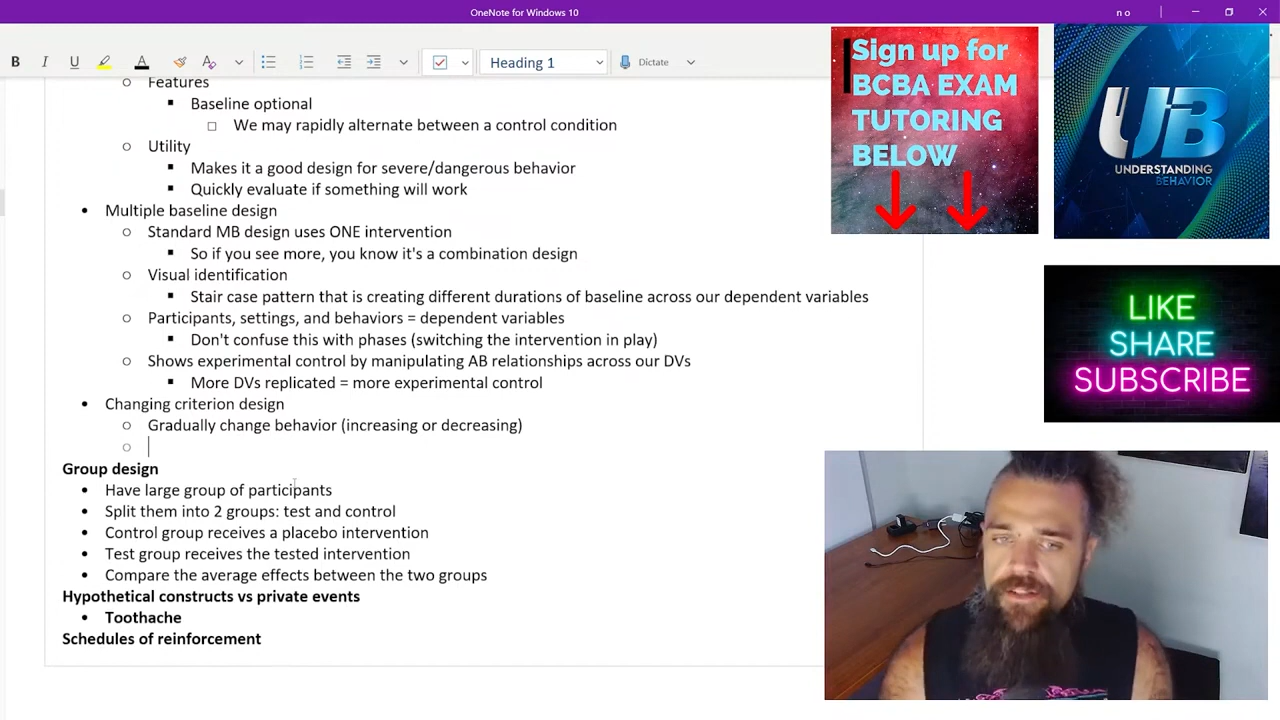 OneNote for Windows 10
n o
B I U A A Heading 1 Dictate
Features
Baseline optional
We may rapidly alternate between a control condition
Utility
Makes it a good design for severe/dangerous behavior
Quickly evaluate if something will work
Multiple baseline design
Standard MB design uses ONE intervention
So if you see more, you know it's a combination design
Visual identification
Stair case pattern that is creating different durations of baseline across our dependent variables
Participants, settings, and behaviors = dependent variables
Don't confuse this with phases (switching the intervention in play)
Shows experimental control by manipulating AB relationships across our DVs
More DVs replicated = more experimental control
Changing criterion design
Gradually change behavior (increasing or decreasing)
Group design
Have large group of participants
Split them into 2 groups: test and control
Control group receives a placebo intervention
Test group receives the tested intervention
Compare the average effects between the two groups
Hypothetical constructs vs private events
Toothache
Schedules of reinforcement
Sign up for
BCBA EXAM
TUTORING
BELOW
UB
UNDERSTANDING
BEHAVIOR
LIKE
SHARE
SUBSCRIBE